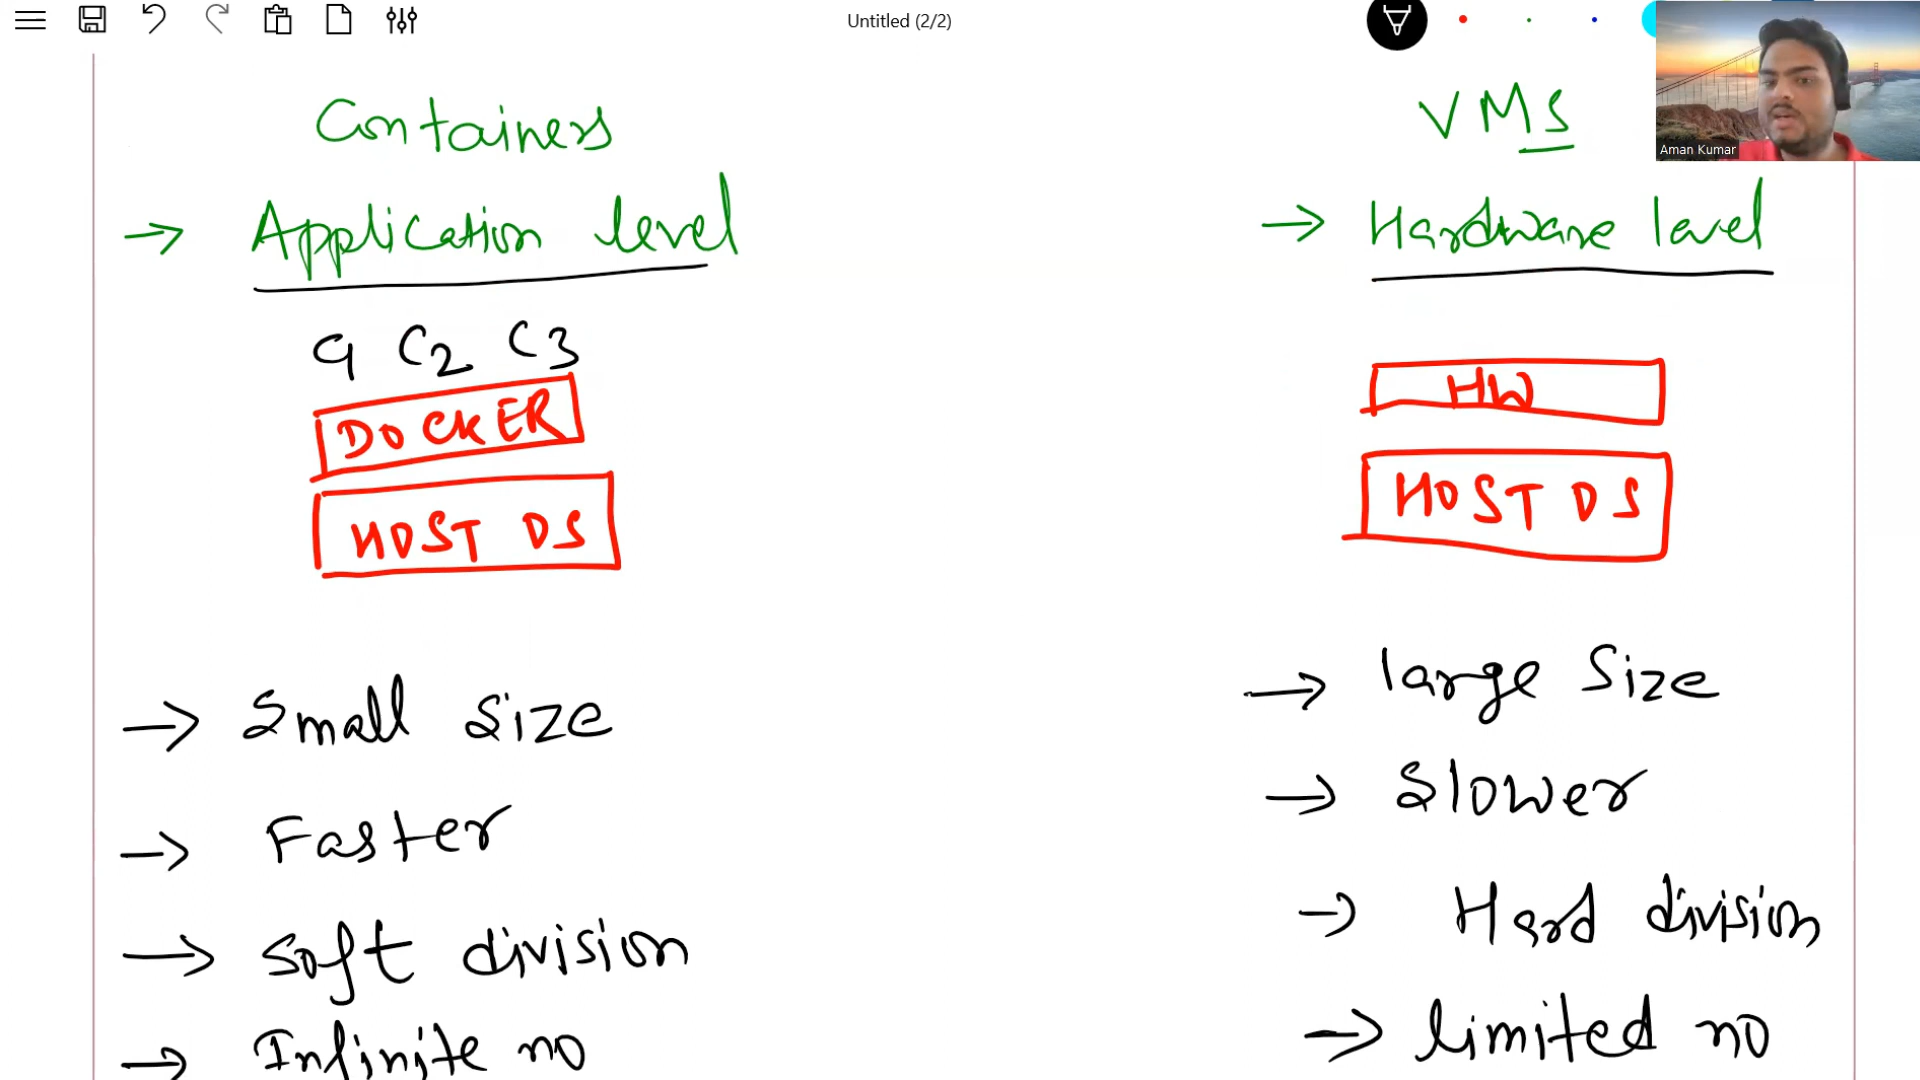 Untitled (2/2)
Aman Kumar
Containers
→ Application level
C1 C2 C3
DOCKER
HOST OS
→ Small Size
→ Faster
→ Soft division
→ Infinite no
VMS
→ Hardware level
HW
HOST OS
→ large Size
→ Slower
→ Hard division
→ limited no